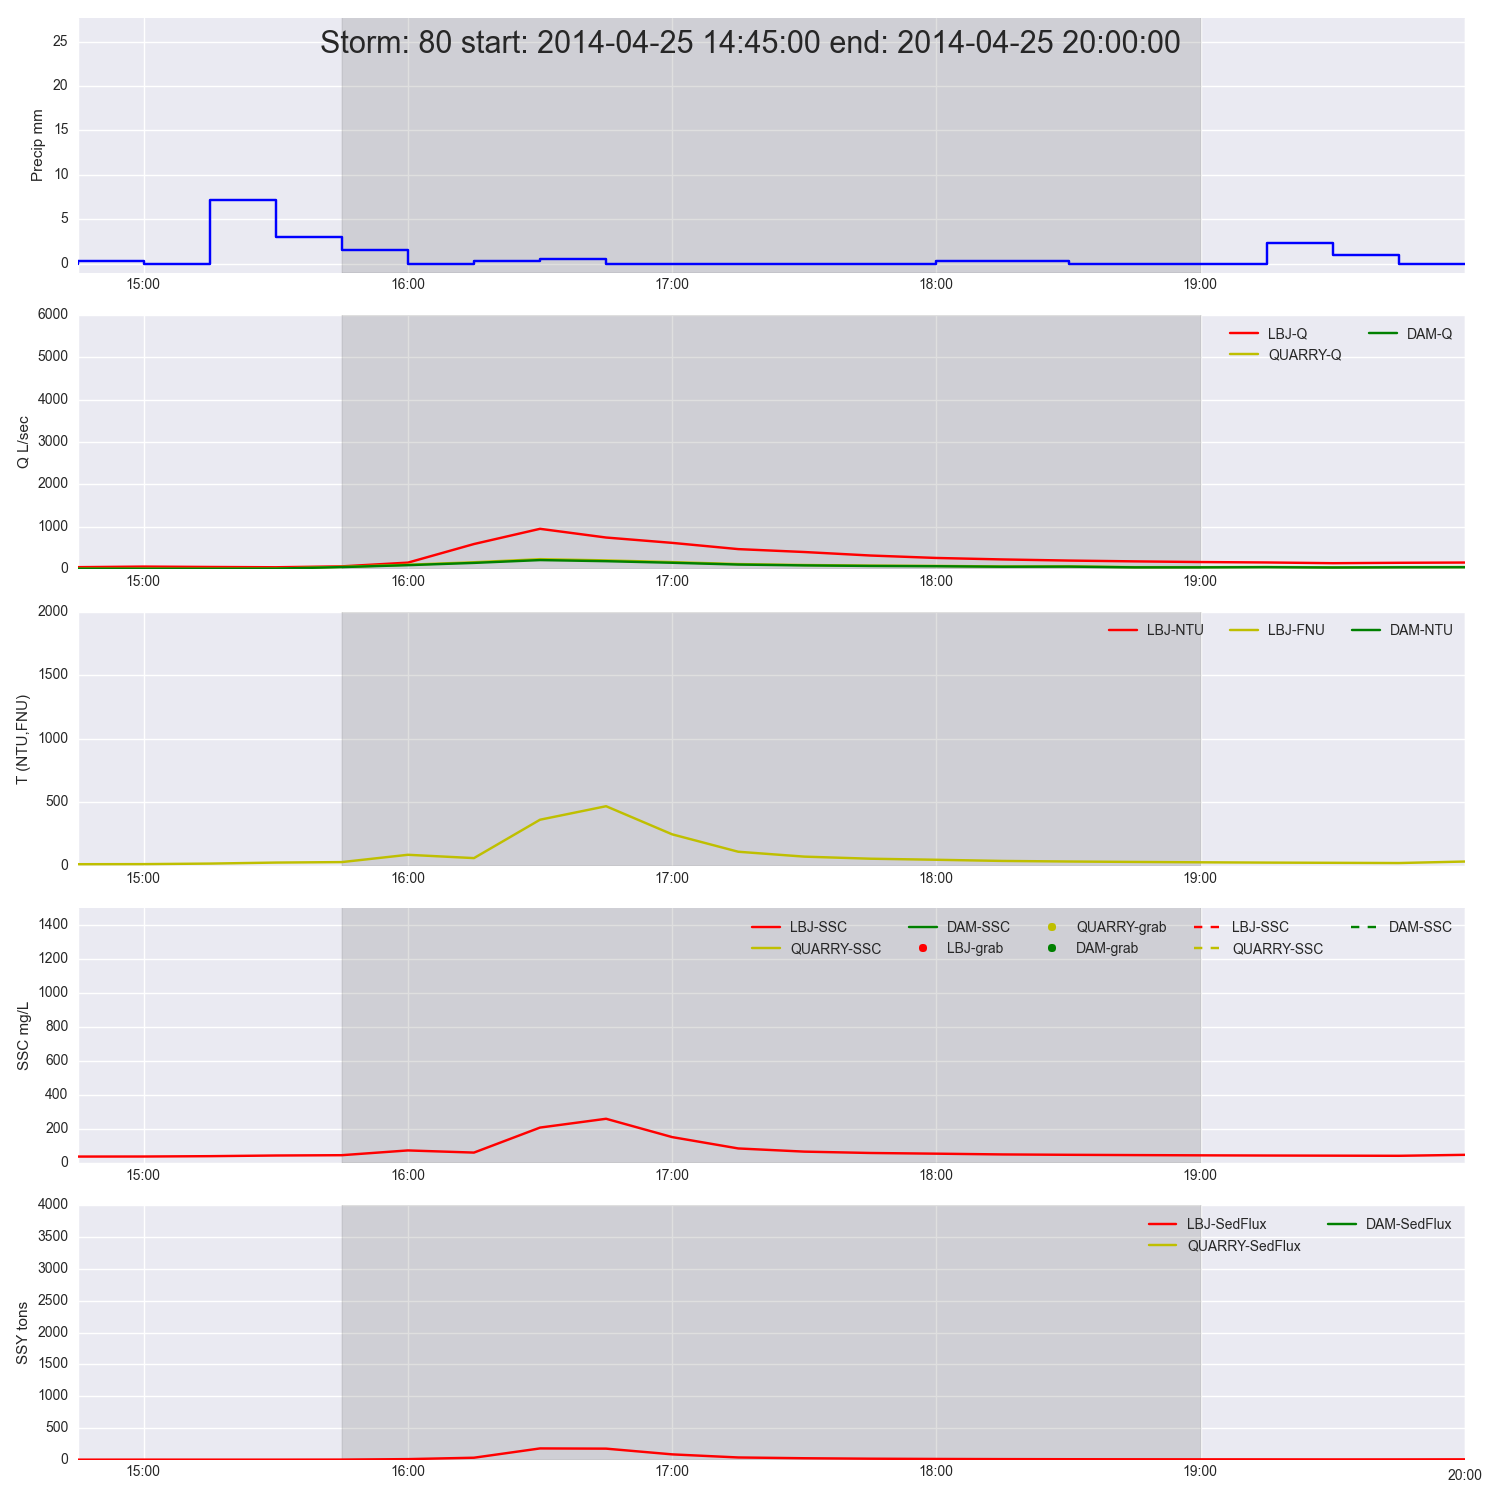 Storm: 80 start: 2014-04-25 14:45:00 end: 2014-04-25 20:00:00
Precip mm
25
20
15
10
5
0
15:00 16:00 17:00 18:00 19:00
Q L/sec
6000
5000
4000
3000
2000
1000
0
LBJ-Q DAM-Q
QUARRY-Q
15:00 16:00 17:00 18:00 19:00
T (NTU,FNU)
2000
1500
1000
500
0
LBJ-NTU LBJ-FNU DAM-NTU
15:00 16:00 17:00 18:00 19:00
SSC mg/L
1400
1200
1000
800
600
400
200
0
LBJ-SSC DAM-SSC QUARRY-grab LBJ-SSC DAM-SSC
QUARRY-SSC LBJ-grab DAM-grab QUARRY-SSC
15:00 16:00 17:00 18:00 19:00
SSY tons
4000
3500
3000
2500
2000
1500
1000
500
0
LBJ-SedFlux DAM-SedFlux
QUARRY-SedFlux
15:00 16:00 17:00 18:00 19:00 20:00